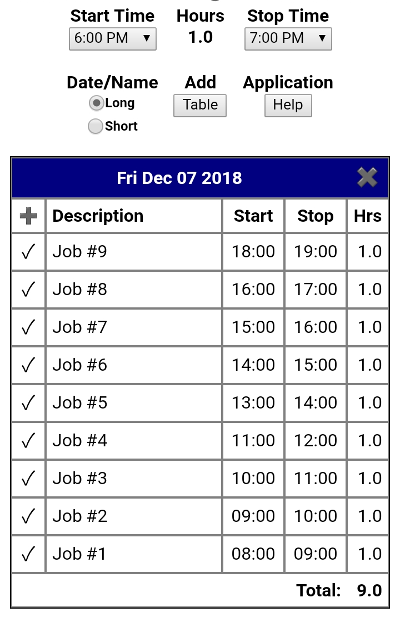 Start Time Hours Stop Time
6:00 PM 1.0 7:00 PM
Date/Name Add Application
Long Table Help
Short
Fri Dec 07 2018
Description Start Stop Hrs
Job #9 18:00 19:00 1.0
Job #8 16:00 17:00 1.0
Job #7 15:00 16:00 1.0
Job #6 14:00 15:00 1.0
Job #5 13:00 14:00 1.0
Job #4 11:00 12:00 1.0
Job #3 10:00 11:00 1.0
Job #2 09:00 10:00 1.0
Job #1 08:00 09:00 1.0
Total: 9.0